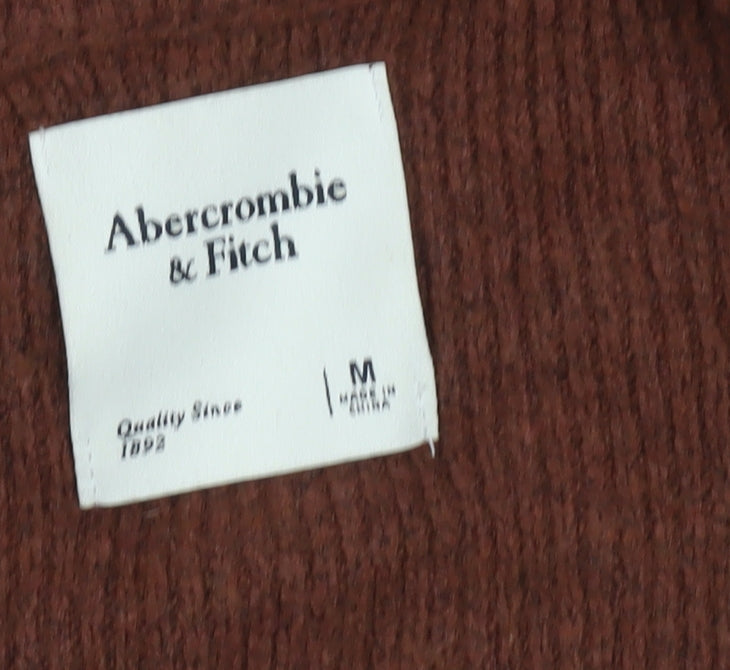 Abercrombie
& Fitch
M
MADE IN
CHINA
Quality Since
1892